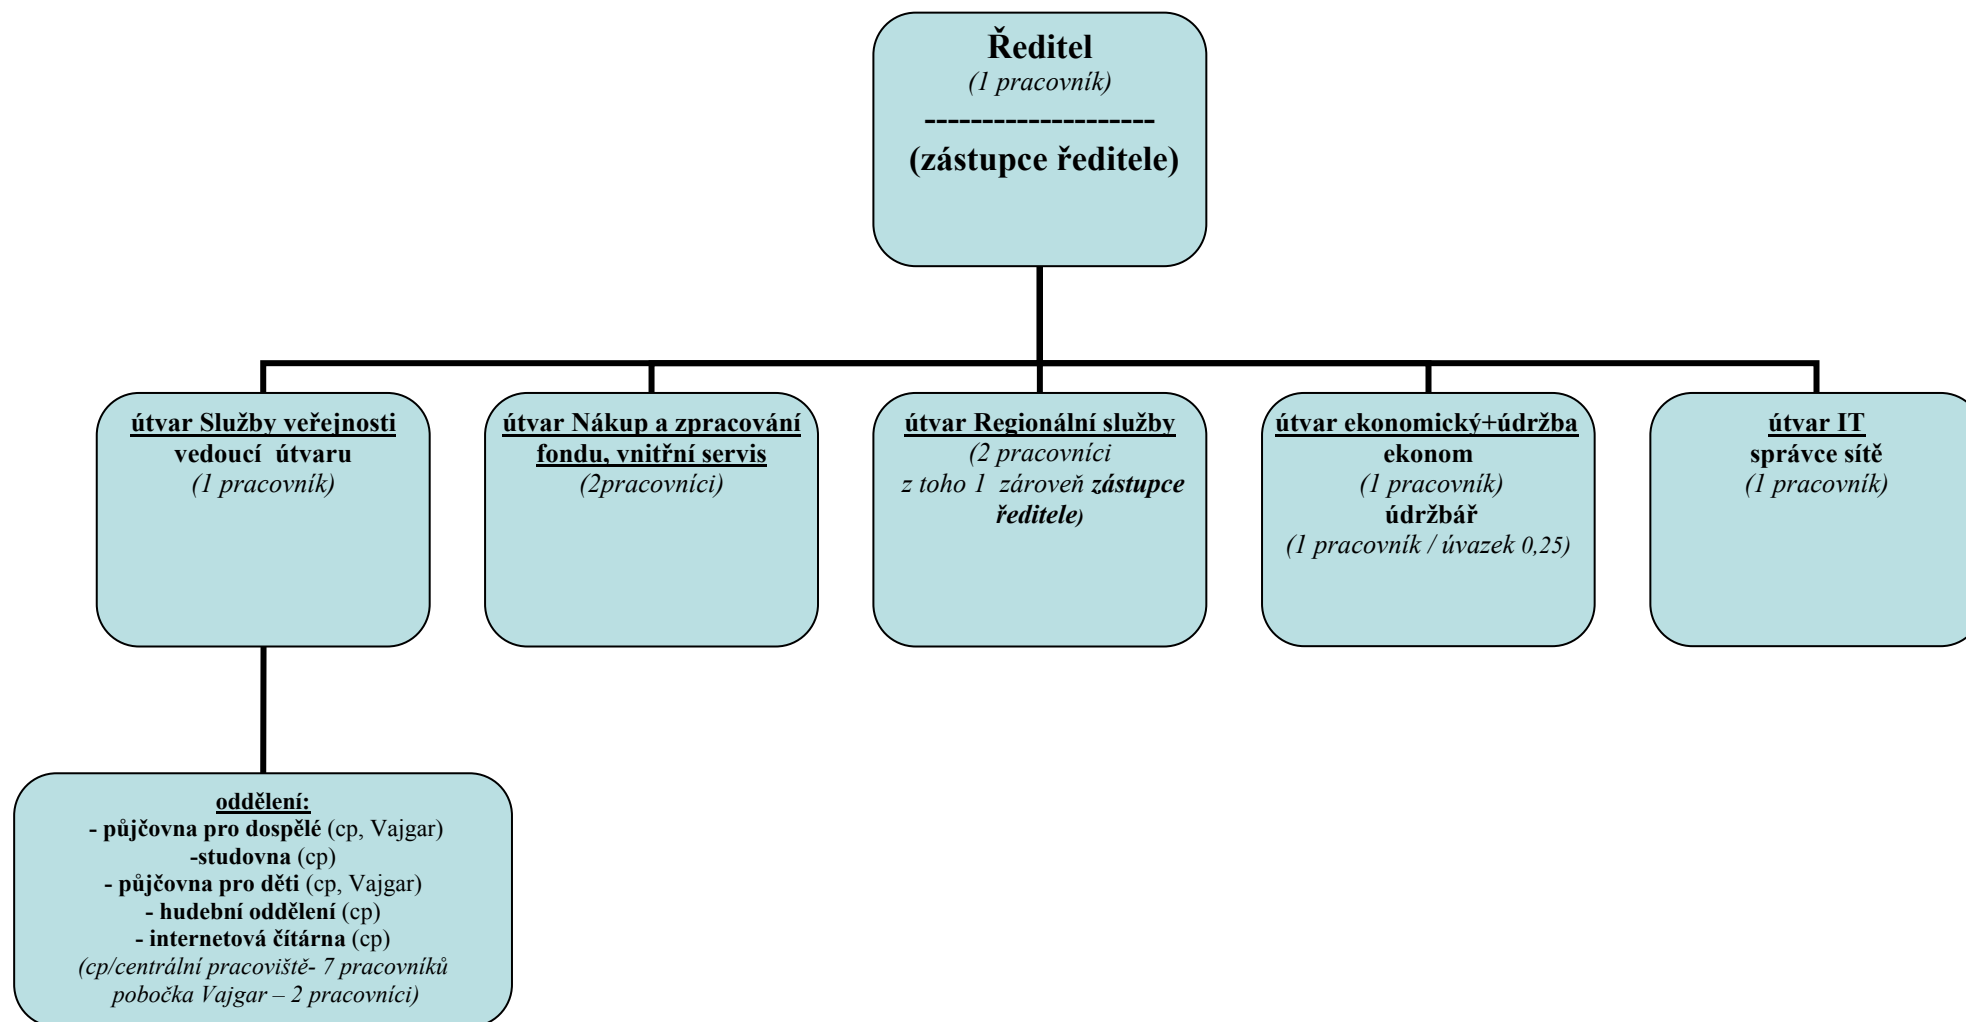 Ředitel
(1 pracovník)
--------------------
(zástupce ředitele)
útvar Služby veřejnosti
vedoucí útvaru
(1 pracovník)
útvar Nákup a zpracování
fondu, vnitřní servis
(2pracovníci)
útvar Regionální služby
(2 pracovníci
z toho 1 zároveň zástupce
ředitele)
útvar ekonomický+údržba
ekonom
(1 pracovník)
údržbář
(1 pracovník / úvazek 0,25)
útvar IT
správce sítě
(1 pracovník)
oddělení:
- půjčovna pro dospělé (cp, Vajgar)
-studovna (cp)
- půjčovna pro děti (cp, Vajgar)
- hudební oddělení (cp)
- internetová čítárna (cp)
(cp/centrální pracoviště- 7 pracovníků
pobočka Vajgar – 2 pracovníci)